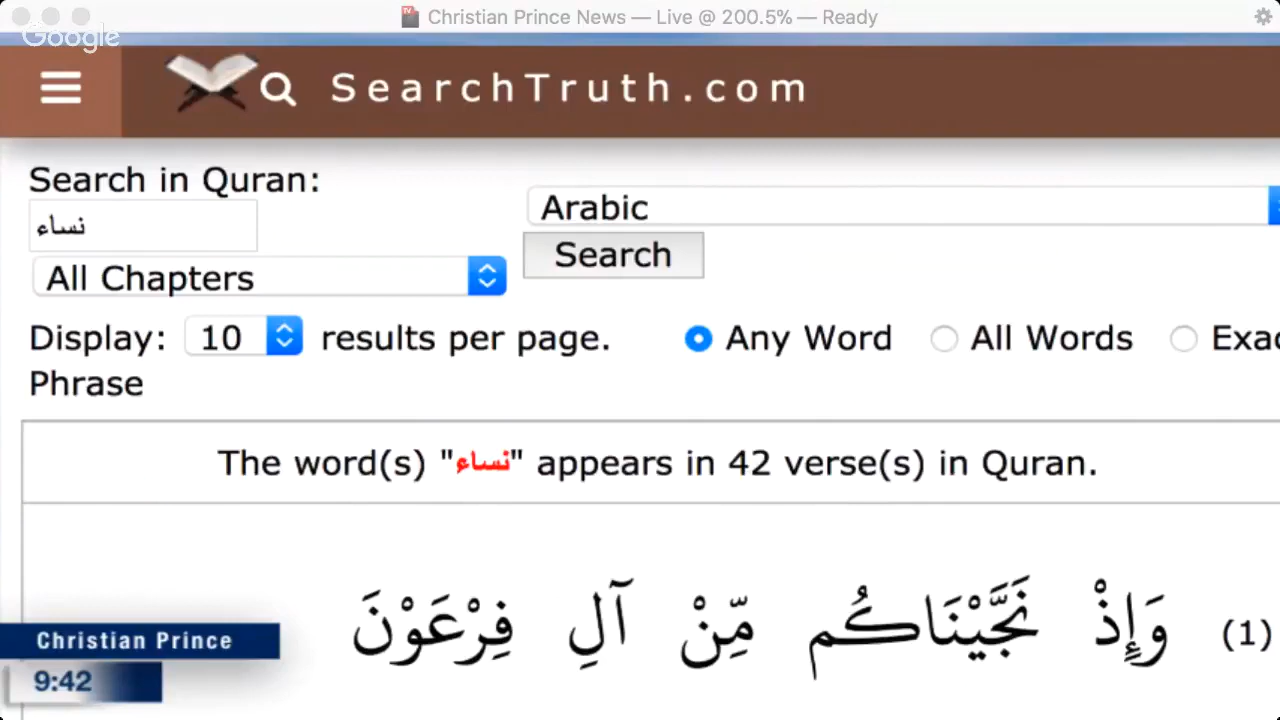 Christian Prince News — Live @ 200.5% — Ready
Google
SearchTruth.com
Search in Quran:
نساء
Arabic
Search
All Chapters
Display: 10 results per page. Any Word All Words Exac
Phrase
The word(s) "نساء" appears in 42 verse(s) in Quran.
(1) وَإِذْ نَجَّيْنَاكُم مِّنْ آلِ فِرْعَوْنَ
Christian Prince
9:42